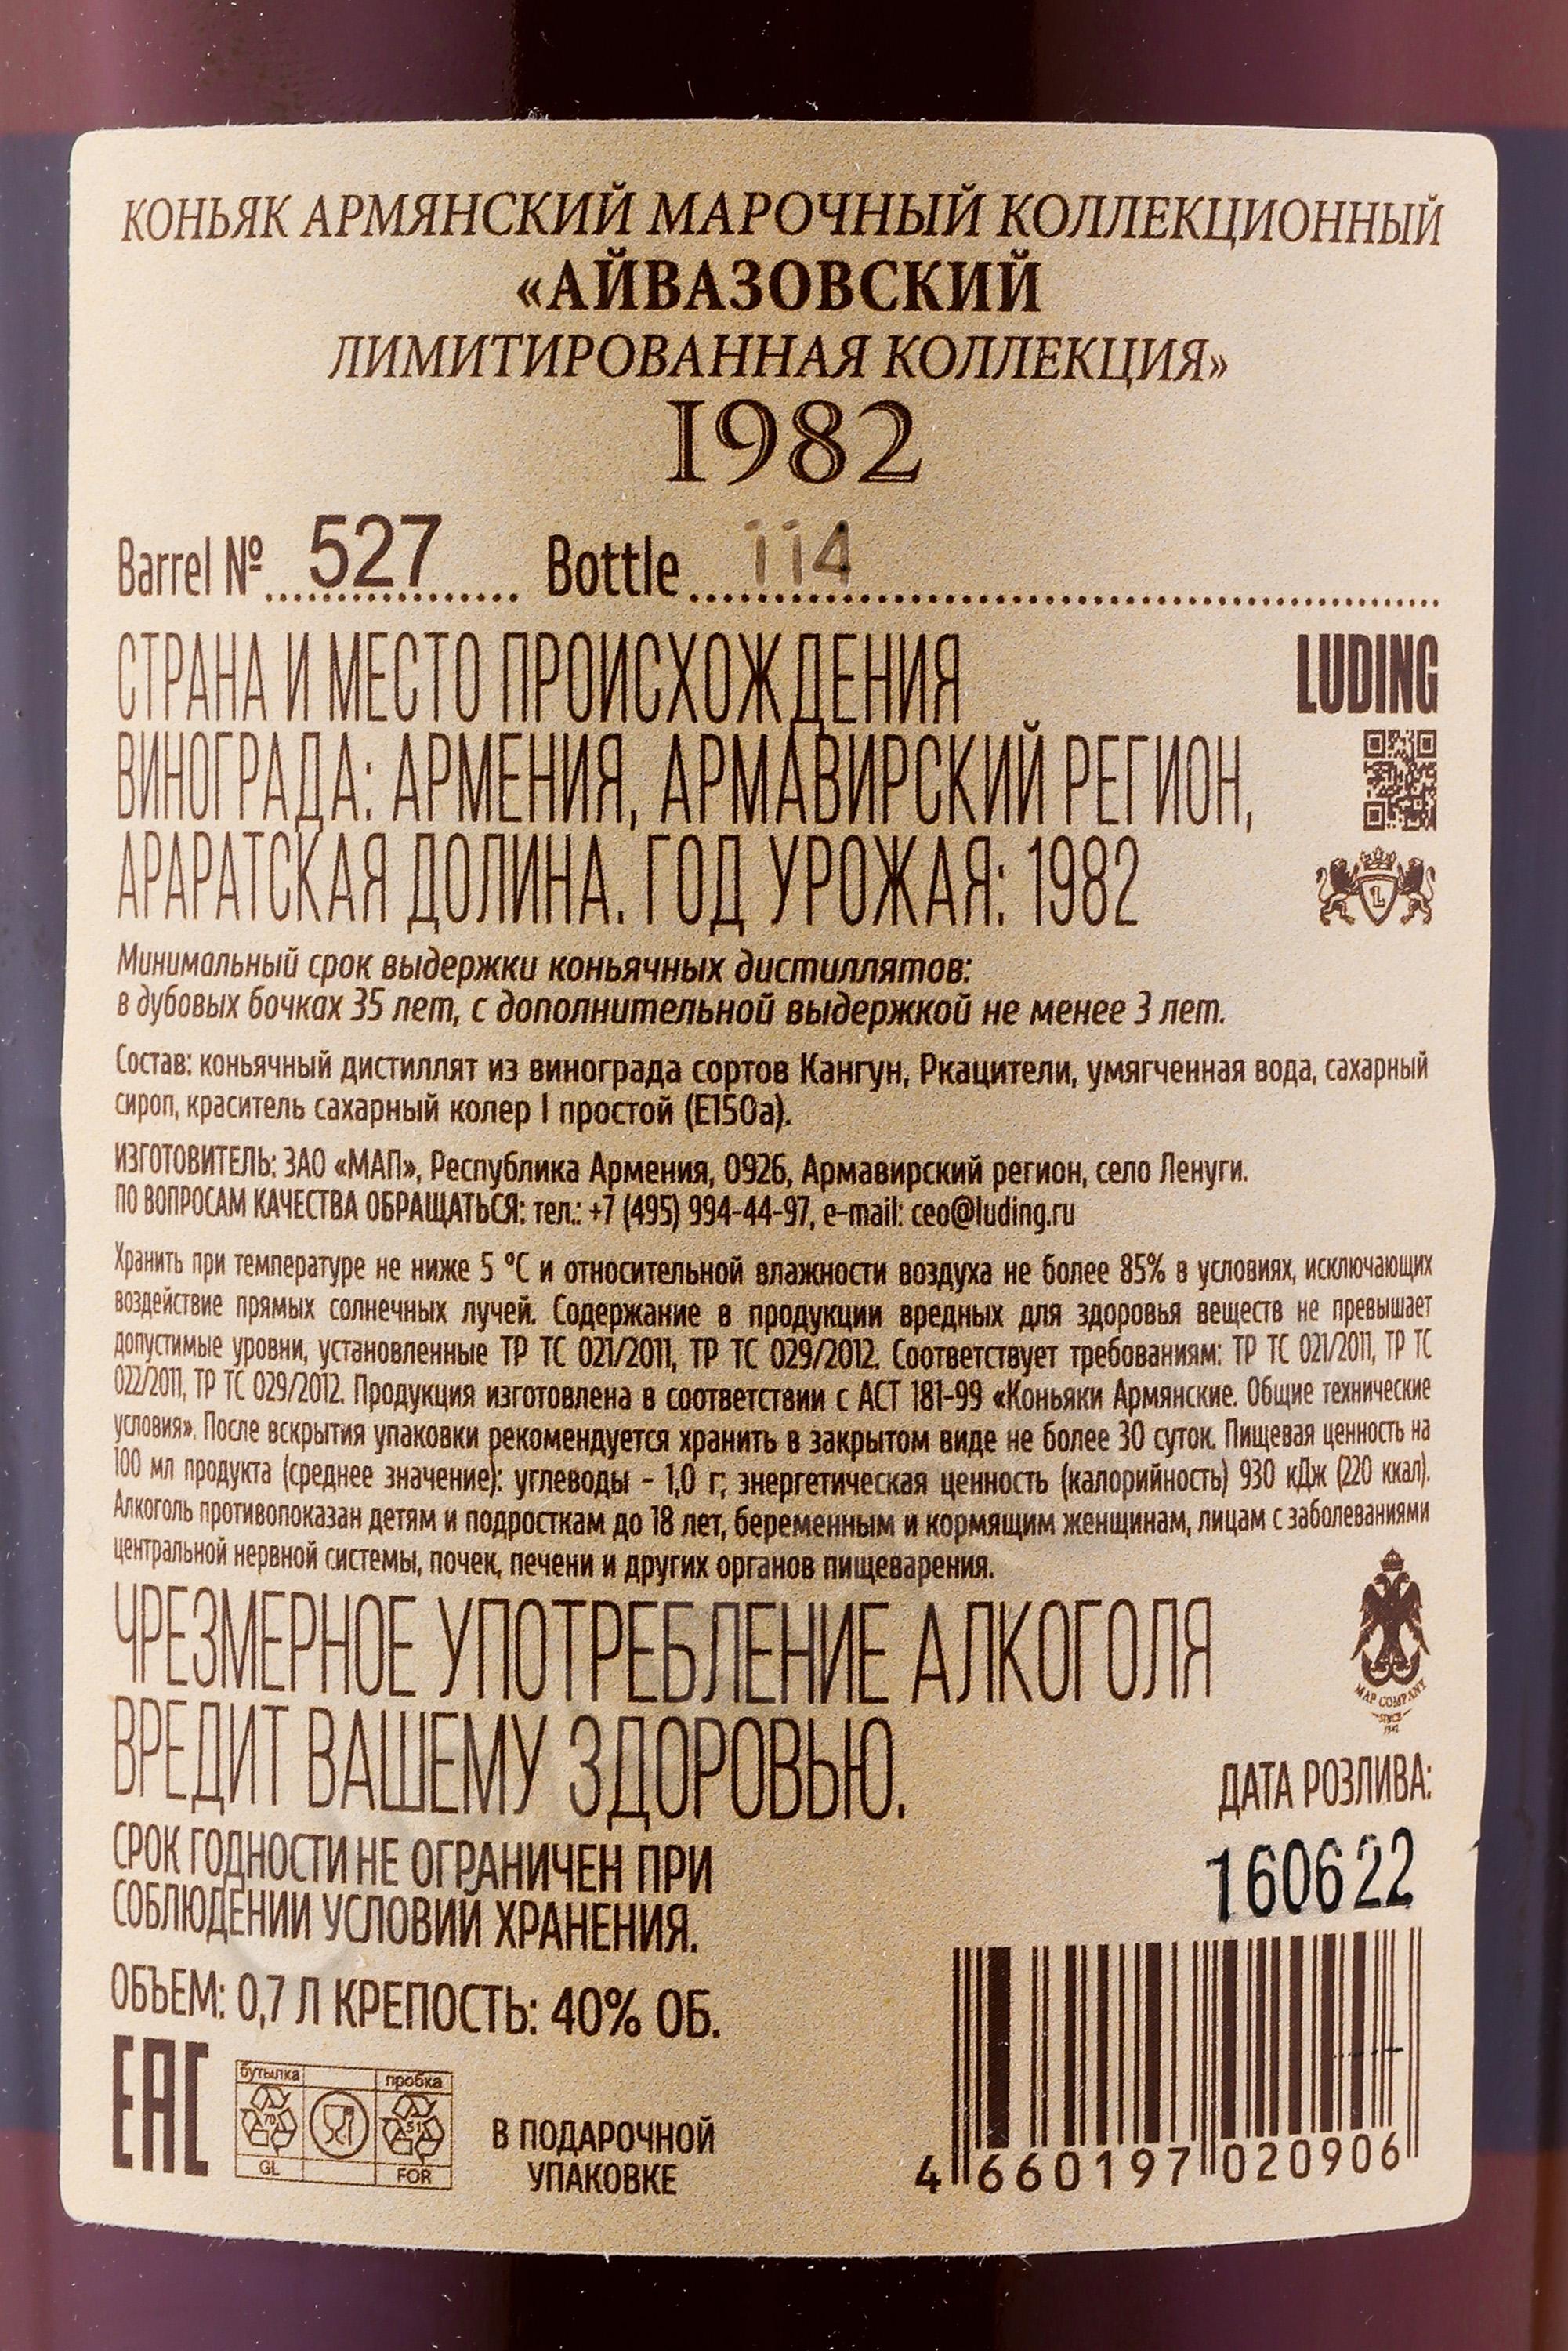 КОНЬЯК АРМЯНСКИЙ МАРОЧНЫЙ КОЛЛЕКЦИОННЫЙ
«АЙВАЗОВСКИЙ
ЛИМИТИРОВАННАЯ КОЛЛЕКЦИЯ»
1982
Barrel № 527 Bottle 114
СТРАНА И МЕСТО ПРОИСХОЖДЕНИЯ
ВИНОГРАДА: АРМЕНИЯ, АРМАВИРСКИЙ РЕГИОН,
АРАРАТСКАЯ ДОЛИНА. ГОД УРОЖАЯ: 1982
LUDING
Минимальный срок выдержки коньячных дистиллятов:
в дубовых бочках 35 лет, с дополнительной выдержкой не менее 3 лет.
Состав: коньячный дистиллят из винограда сортов Кангун, Ркацители, умягченная вода, сахарный
сироп, краситель сахарный колер I простой (E150a).
ИЗГОТОВИТЕЛЬ: ЗАО «МАП», Республика Армения, 0926, Армавирский регион, село Ленуги.
ПО ВОПРОСАМ КАЧЕСТВА ОБРАЩАТЬСЯ: тел.: +7 (495) 994-44-97, e-mail: ceo@luding.ru
Хранить при температуре не ниже 5 °C и относительной влажности воздуха не более 85% в условиях, исключающих
воздействие прямых солнечных лучей. Содержание в продукции вредных для здоровья веществ не превышает
допустимые уровни, установленные ТР ТС 021/2011, ТР ТС 029/2012. Соответствует требованиям: ТР ТС 021/2011, ТР ТС
022/2011, ТР ТС 029/2012. Продукция изготовлена в соответствии с АСТ 181-99 «Коньяки Армянские. Общие технические
условия». После вскрытия упаковки рекомендуется хранить в закрытом виде не более 30 суток. Пищевая ценность на
100 мл продукта (среднее значение): углеводы – 1,0 г; энергетическая ценность (калорийность) 930 кДж (220 ккал).
Алкоголь противопоказан детям и подросткам до 18 лет, беременным и кормящим женщинам, лицам с заболеваниями
центральной нервной системы, почек, печени и других органов пищеварения.
ЧРЕЗМЕРНОЕ УПОТРЕБЛЕНИЕ АЛКОГОЛЯ
ВРЕДИТ ВАШЕМУ ЗДОРОВЬЮ.
MAP COMPANY
SINCE
ДАТА РОЗЛИВА:
160622
СРОК ГОДНОСТИ НЕ ОГРАНИЧЕН ПРИ
СОБЛЮДЕНИИ УСЛОВИЙ ХРАНЕНИЯ.
ОБЪЕМ: 0,7 Л КРЕПОСТЬ: 40% ОБ.
EAC
бутылка
70
GL
пробка
51
FOR
В ПОДАРОЧНОЙ
УПАКОВКЕ
4 660197 020906